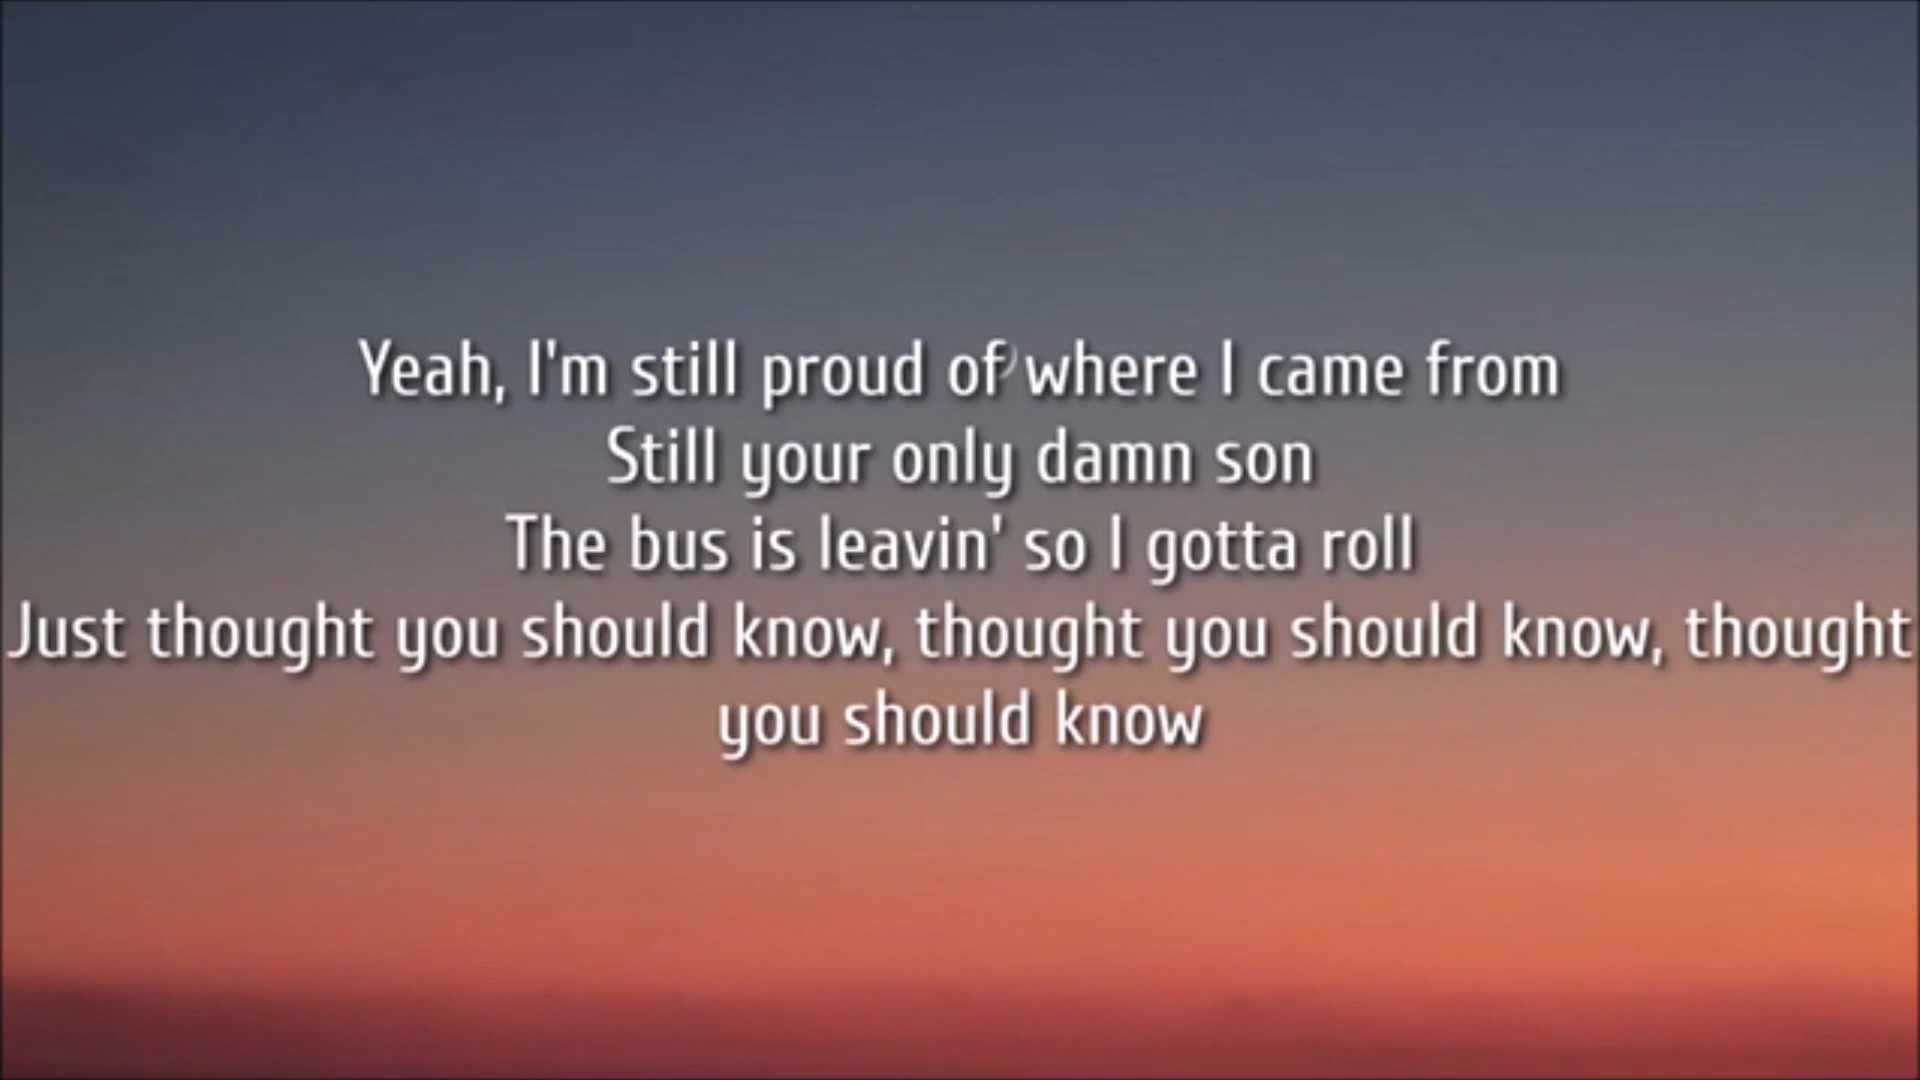 Yeah, I'm still proud of where I came from
Still your only damn son
The bus is leavin' so I gotta roll
Just thought you should know, thought you should know, thought
you should know